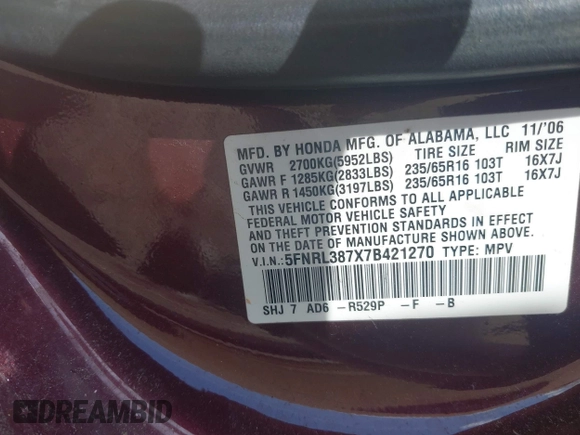 MFD. BY HONDA MFG. OF ALABAMA, LLC 11/'06
GVWR 2700KG(5952LBS) TIRE SIZE RIM SIZE
GAWR F 1285KG(2833LBS) 235/65R16 103T 16X7J
GAWR R 1450KG(3197LBS) 235/65R16 103T 16X7J
THIS VEHICLE CONFORMS TO ALL APPLICABLE
FEDERAL MOTOR VEHICLE SAFETY
AND THEFT PREVENTION STANDARDS IN EFFECT
ON THE DATE OF MANUFACTURE SHOWN ABOVE.
V.I.N.: 5FNRL387X7B421270 TYPE: MPV
SHJ 7 AD6 -R529P -F -B
DREAMBID